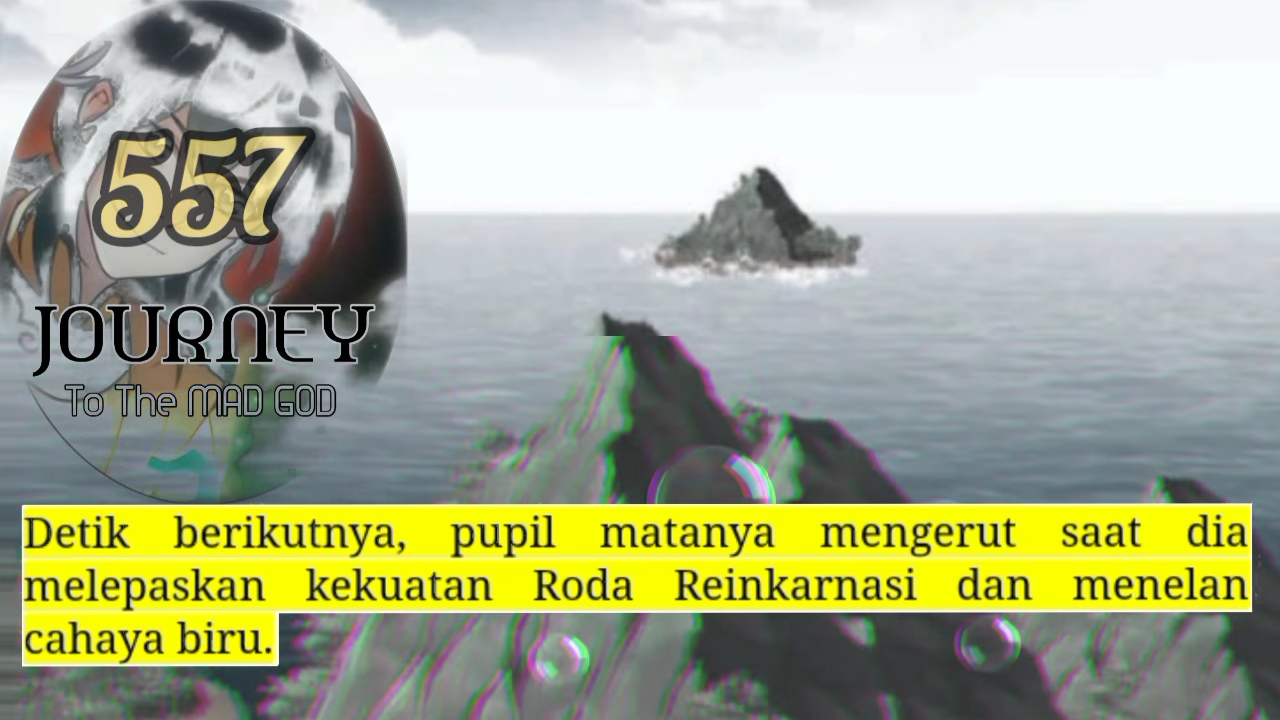 557
JOURNEY
To The MAD GOD
Detik berikutnya, pupil matanya mengerut saat dia
melepaskan kekuatan Roda Reinkarnasi dan menelan
cahaya biru.